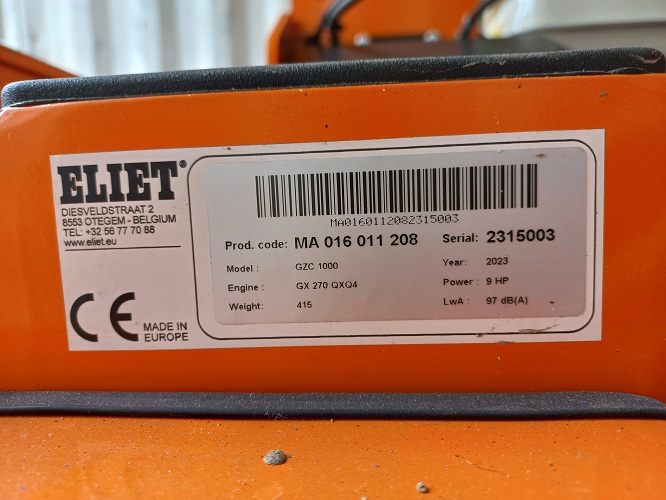 ELIET®
DIESVELDSTRAAT 2
8553 OTEGEM - BELGIUM
TEL: +32 56 77 70 88
www.eliet.eu
CE
MADE IN
EUROPE
MA0160112082315003
Prod. code: MA 016 011 208 Serial: 2315003
Model : GZC 1000 Year: 2023
Engine : GX 270 QXQ4 Power : 9 HP
Weight: 415 LwA : 97 dB(A)